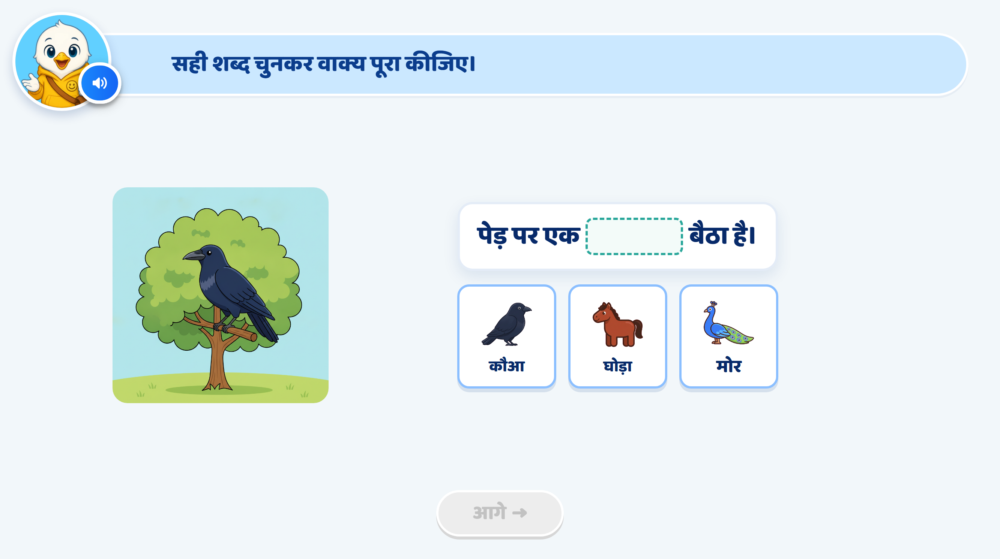 सही शब्द चुनकर वाक्य पूरा कीजिए।
पेड़ पर एक बैठा है।
कौआ
घोड़ा
मोर
आगे →